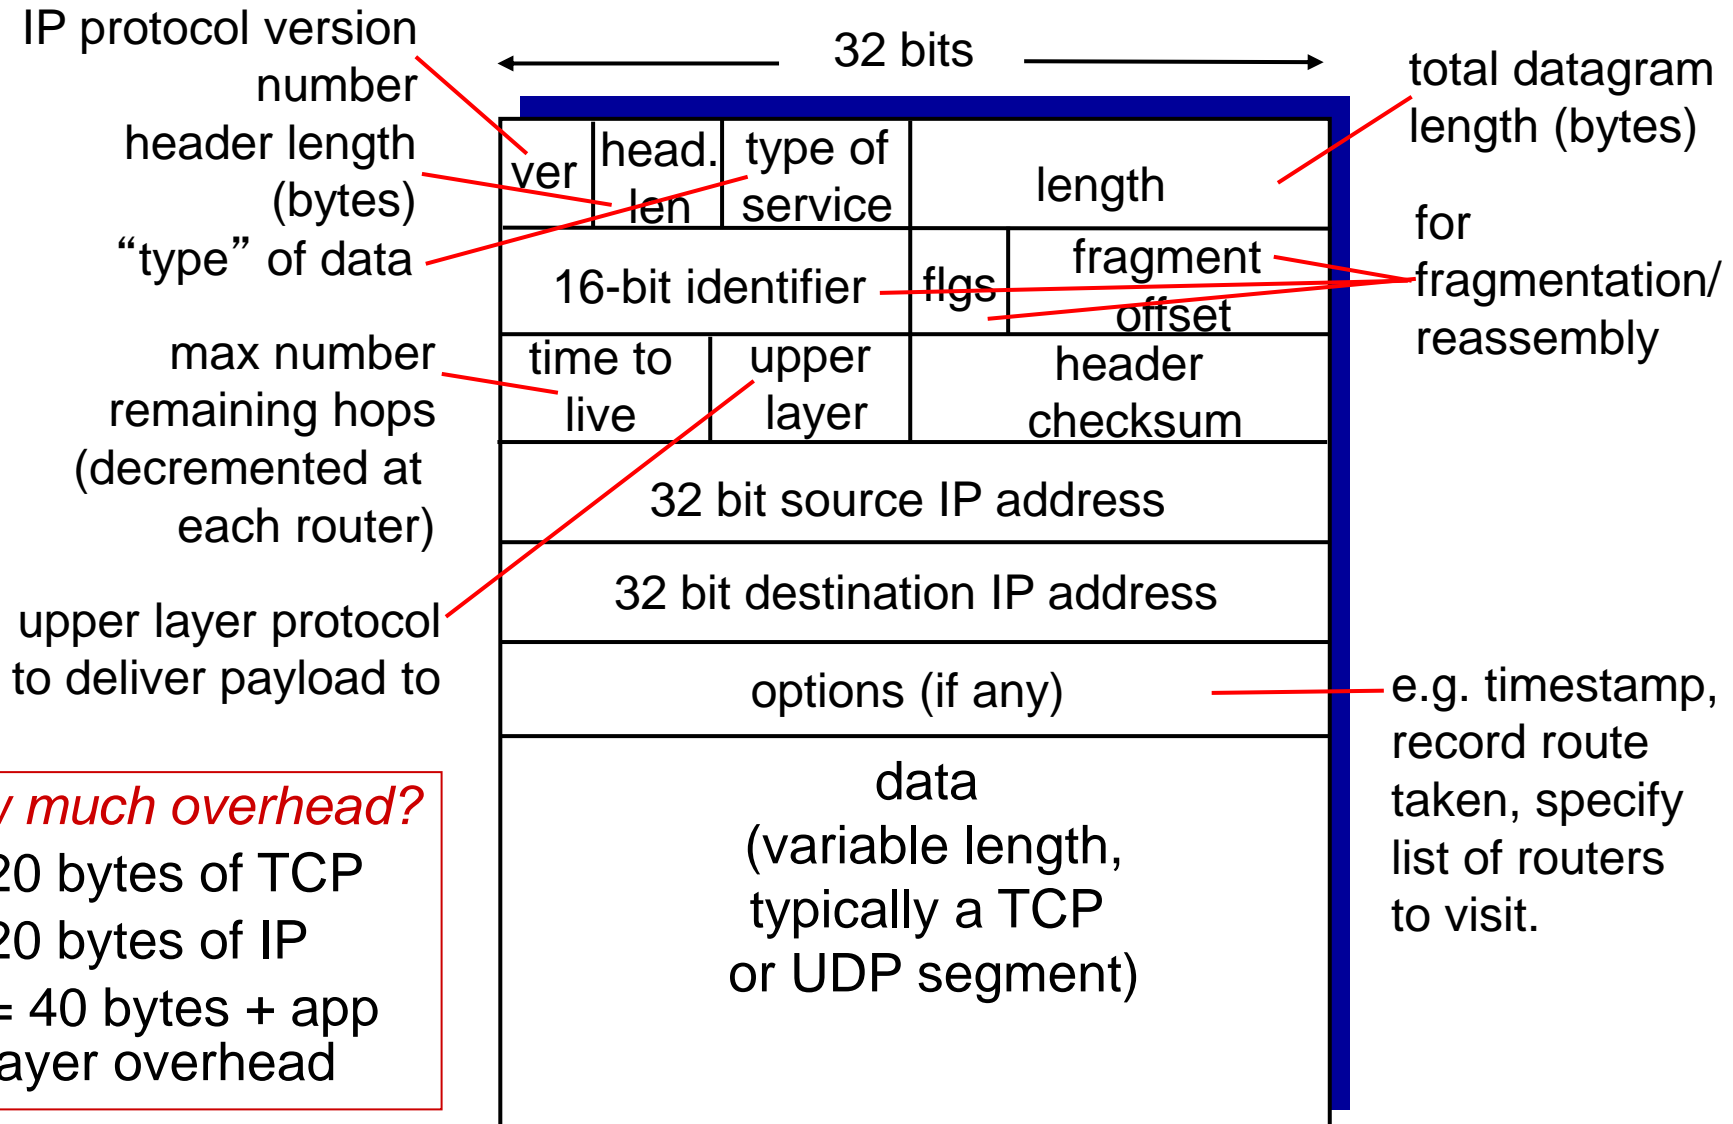 IP protocol version
number
header length
(bytes)
“type” of data
max number
remaining hops
(decremented at
each router)
upper layer protocol
to deliver payload to
much overhead?
20 bytes of TCP
20 bytes of IP
= 40 bytes + app
overhead
32 bits
ver
head.
len
type of
service
length
16-bit identifier
flgs
fragment
offset
time to
live
upper
layer
header
checksum
32 bit source IP address
32 bit destination IP address
options (if any)
data
(variable length,
typically a TCP
or UDP segment)
total datagram
length (bytes)
for
fragmentation/
reassembly
e.g. timestamp,
record route
taken, specify
list of routers
to visit.